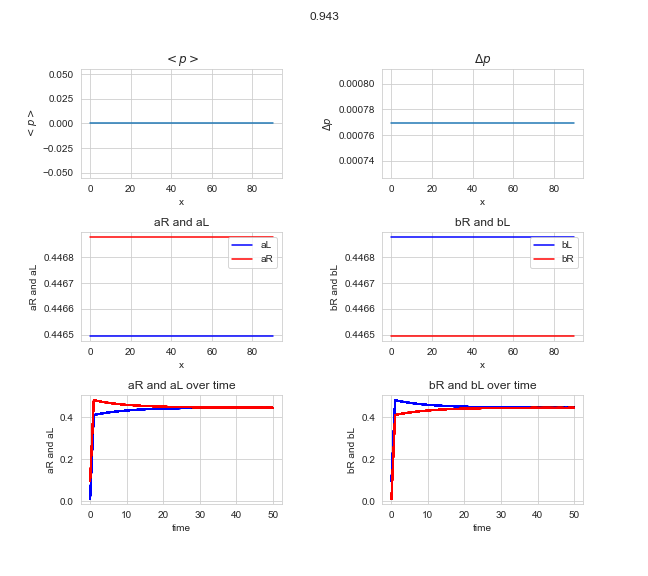 0.943
< p >
Δp
0.050
0.025
0.000
−0.025
−0.050
< p >
0 20 40 60 80
x
0.00080
0.00078
0.00076
0.00074
Δp
0 20 40 60 80
x
aR and aL
bR and bL
0.4468
0.4467
0.4466
0.4465
aR and aL
aL
aR
0 20 40 60 80
x
0.4468
0.4467
0.4466
0.4465
bR and bL
bL
bR
0 20 40 60 80
x
aR and aL over time
bR and bL over time
0.4
0.2
0.0
aR and aL
0 10 20 30 40 50
time
0.4
0.2
0.0
bR and bL
0 10 20 30 40 50
time